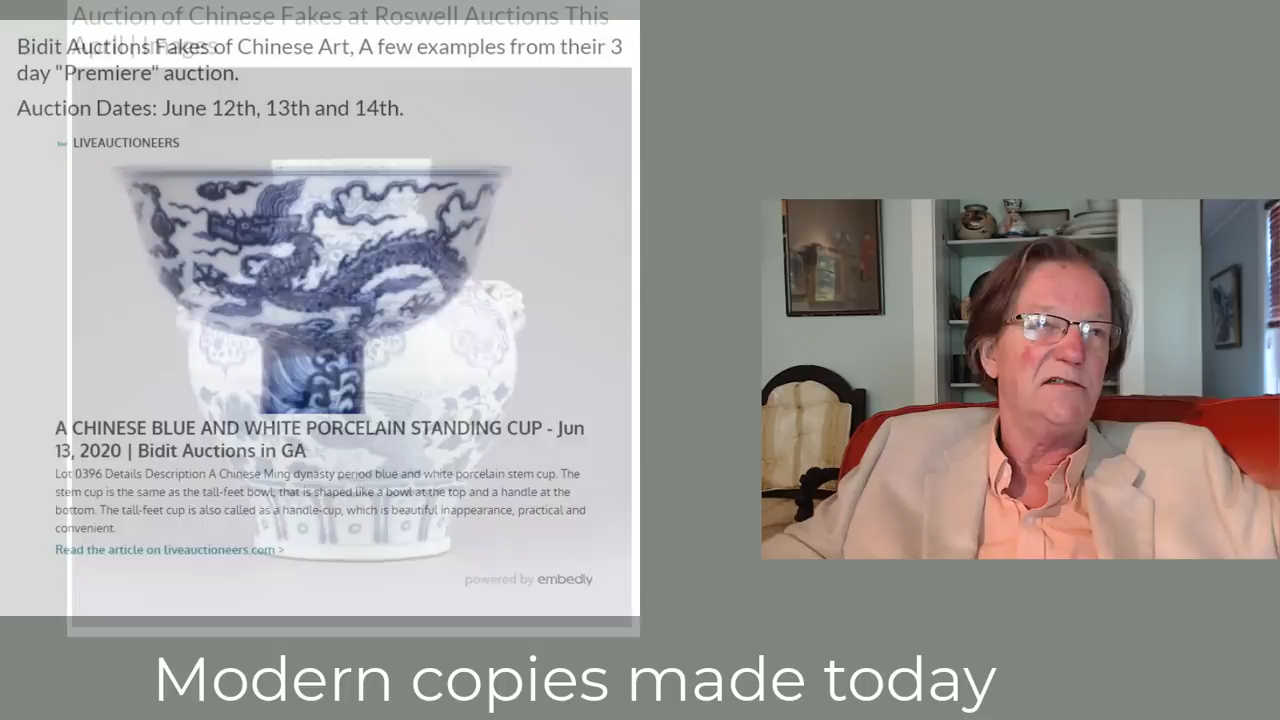 Auction of Chinese Fakes at Roswell Auctions This
April | Images
Bidit Auctions Fakes of Chinese Art, A few examples from their 3
day "Premiere" auction.
Auction Dates: June 12th, 13th and 14th.
LIVEAUCTIONEERS
A CHINESE BLUE AND WHITE PORCELAIN STANDING CUP - Jun
13, 2020 | Bidit Auctions in GA
Lot 0396 Details Description A Chinese Ming dynasty period blue and white porcelain stem cup. The
stem cup is the same as the tall-feet bowl, that is shaped like a bowl at the top and a handle at the
bottom. The tall-feet cup is also called as a handle-cup, which is beautiful inappearance, practical and
convenient.
Read the article on liveauctioneers.com >
powered by embedly
Modern copies made today